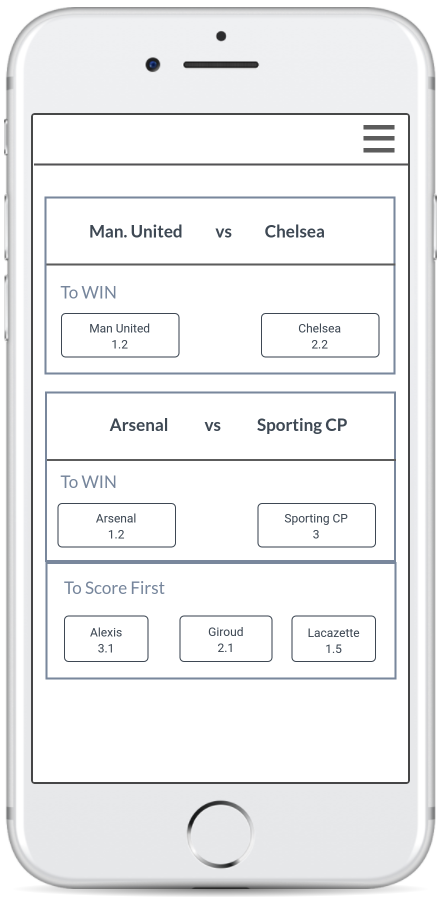 Man. United vs Chelsea
To WIN
Man United Chelsea
1.2 2.2
Arsenal vs Sporting CP
To WIN
Arsenal Sporting CP
1.2 3
To Score First
Alexis Giroud Lacazette
3.1 2.1 1.5